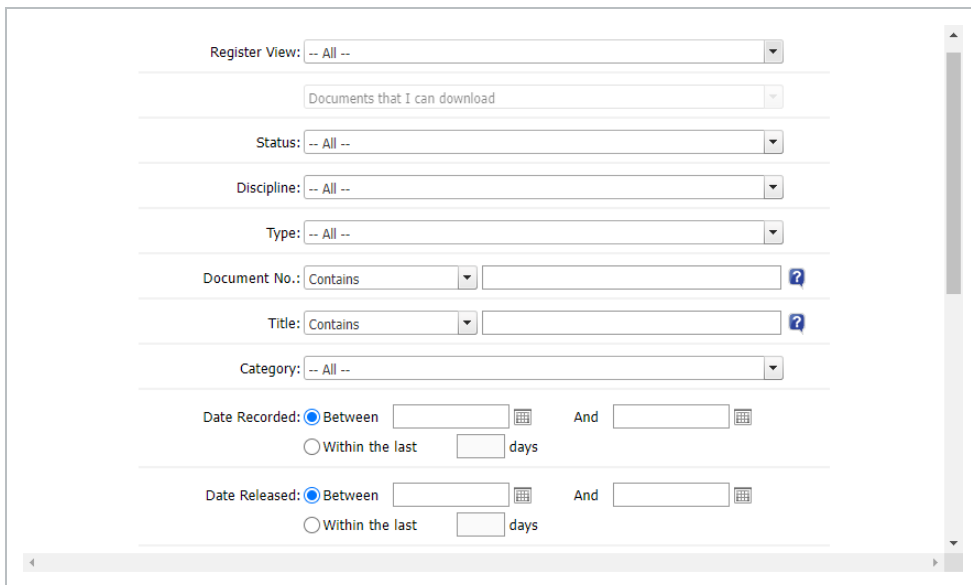 Register View: -- All --
Documents that I can download
Status: -- All --
Discipline: -- All --
Type: -- All --
Document No.: Contains ?
Title: Contains ?
Category: -- All --
Date Recorded: Between And
Within the last days
Date Released: Between And
Within the last days